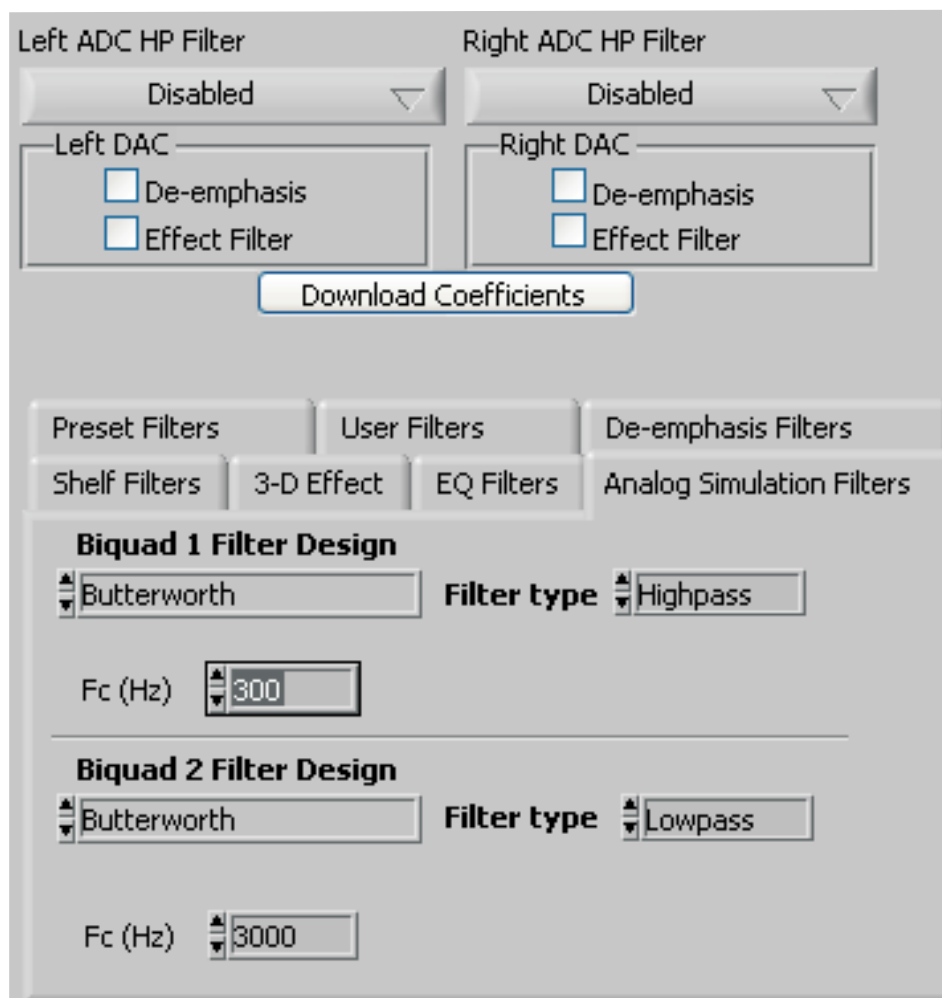 Left ADC HP Filter Right ADC HP Filter
Disabled Disabled
Left DAC Right DAC
De-emphasis De-emphasis
Effect Filter Effect Filter
Download Coefficients
Preset Filters User Filters De-emphasis Filters
Shelf Filters 3-D Effect EQ Filters Analog Simulation Filters
Biquad 1 Filter Design
Butterworth Filter type Highpass
Fc (Hz) 300
Biquad 2 Filter Design
Butterworth Filter type Lowpass
Fc (Hz) 3000